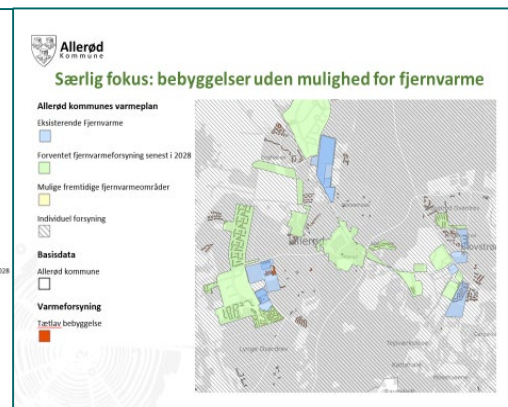 Allerød
Kommune
Særlig fokus: bebyggelser uden mulighed for fjernvarme
Allerød kommunes varmeplan
Eksisterende Fjernvarme
Forventet fjernvarmeforsyning senest i 2028
Mulige fremtidige fjernvarmeområder
Individuel forsyning
Basisdata
Allerød kommune
Varmeforsyning
Tætlav bebyggelse
Allerød
Lynge Overdrev